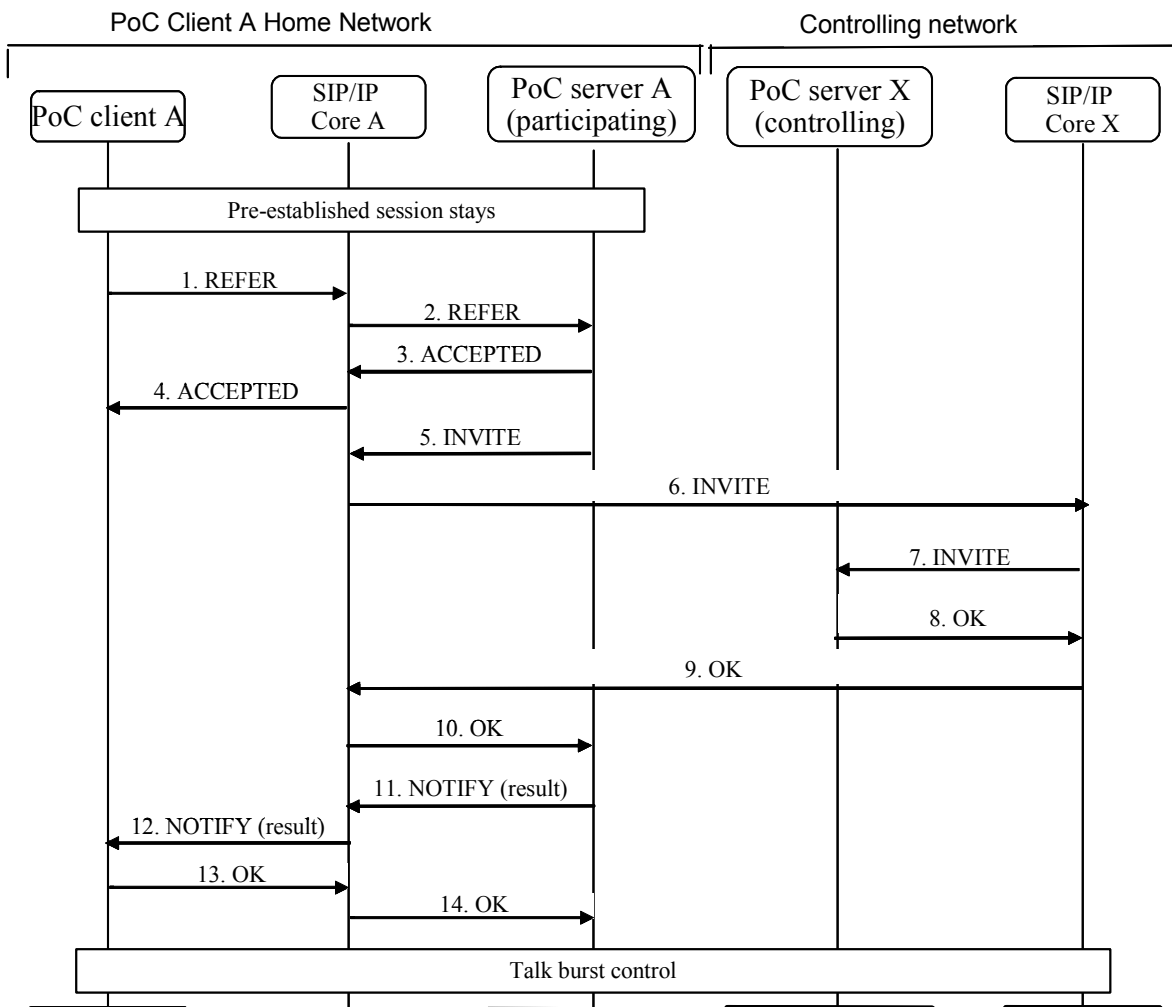 PoC Client A Home Network
Controlling network
PoC client A
SIP/IP
Core A
PoC server A
(participating)
PoC server X
(controlling)
SIP/IP
Core X
Pre-established session stays
1. REFER
2. REFER
3. ACCEPTED
4. ACCEPTED
5. INVITE
6. INVITE
7. INVITE
8. OK
9. OK
10. OK
11. NOTIFY (result)
12. NOTIFY (result)
13. OK
14. OK
Talk burst control